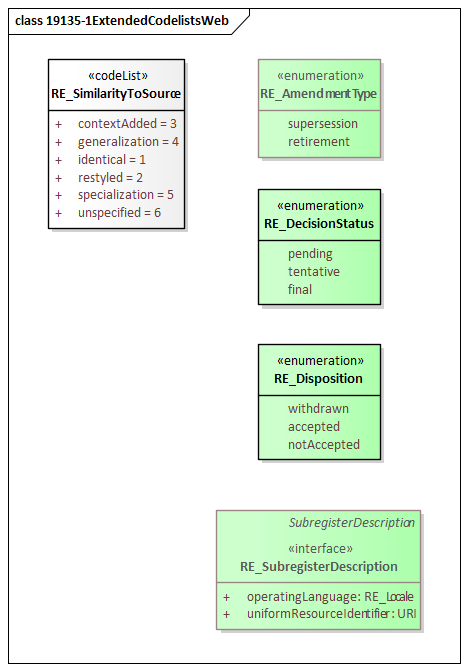 class 19135-1ExtendedCodelistsWeb
«codeList»
RE_SimilarityToSource
+ contextAdded = 3
+ generalization = 4
+ identical = 1
+ restyled = 2
+ specialization = 5
+ unspecified = 6
«enumeration»
RE_AmendmentType
supersession
retirement
«enumeration»
RE_DecisionStatus
pending
tentative
final
«enumeration»
RE_Disposition
withdrawn
accepted
notAccepted
SubregisterDescription
«interface»
RE_SubregisterDescription
+ operatingLanguage: RE_Locale
+ uniformResourceIdentifier: URI